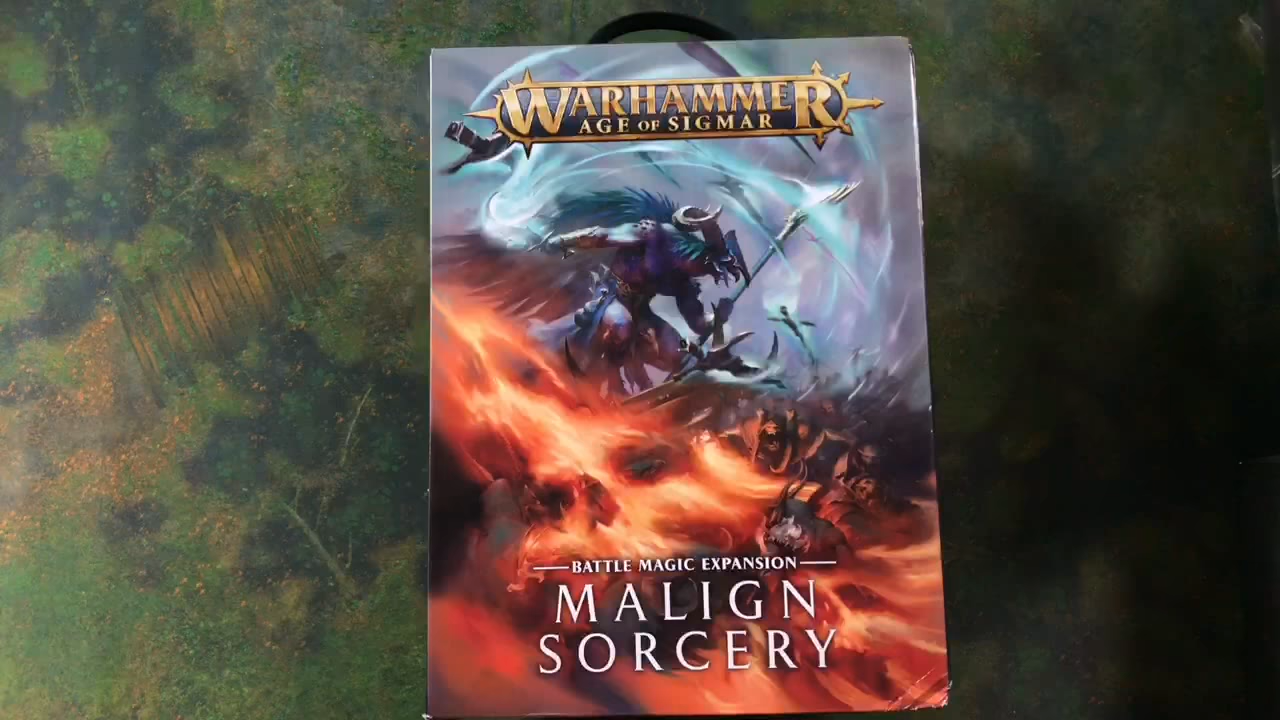 WARHAMMER
AGE OF SIGMAR
BATTLE MAGIC EXPANSION
MALIGN
SORCERY